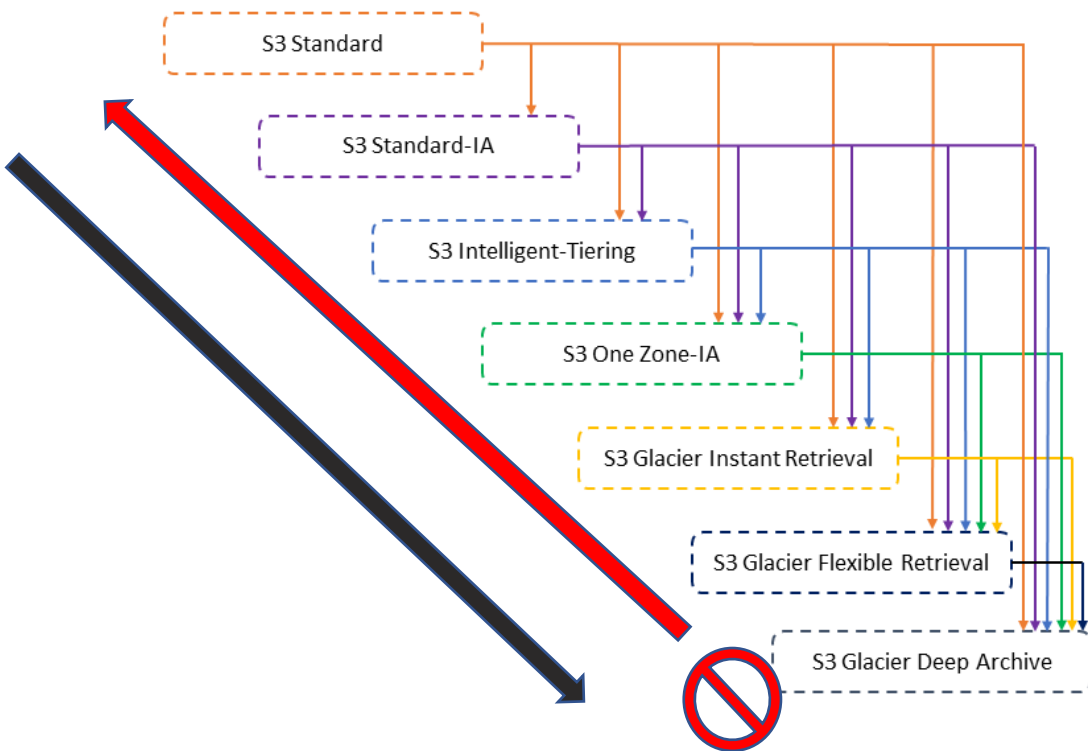 S3 Standard
S3 Standard-IA
S3 Intelligent-Tiering
S3 One Zone-IA
S3 Glacier Instant Retrieval
S3 Glacier Flexible Retrieval
S3 Glacier Deep Archive